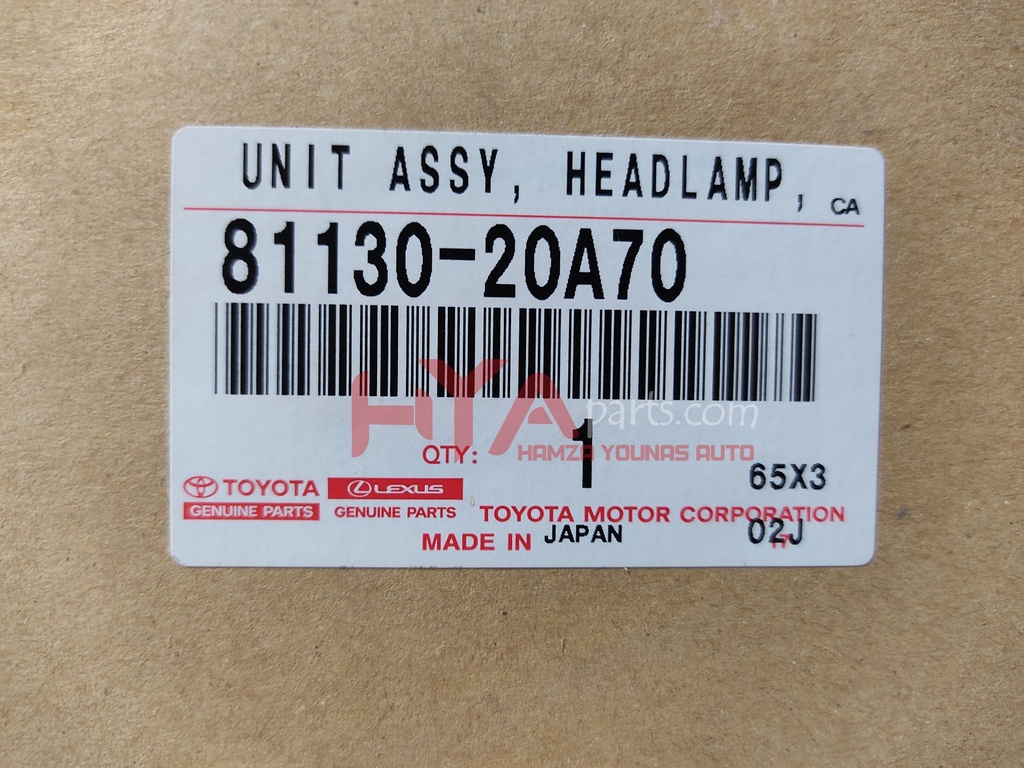 UNIT ASSY, HEADLAMP, CA
81130-20A70
HYAparts.com
QTY: 1 HAMZA YOUNAS AUTO
65X3
TOYOTA LEXUS
GENUINE PARTS GENUINE PARTS TOYOTA MOTOR CORPORATION
MADE IN JAPAN 02J
17